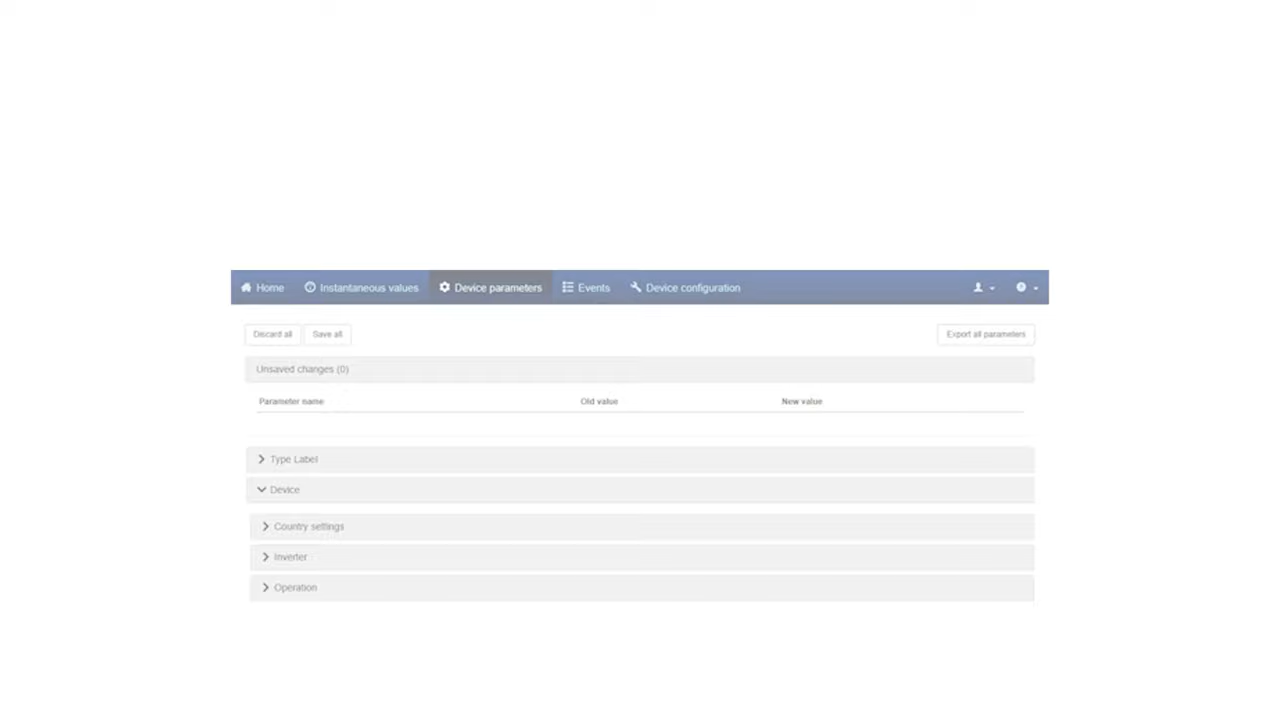 Home Instantaneous values Device parameters Events Device configuration
Discard all Save all Export all parameters
Unsaved changes (0)
Parameter name Old value New value
Type Label
Device
Country settings
Inverter
Operation